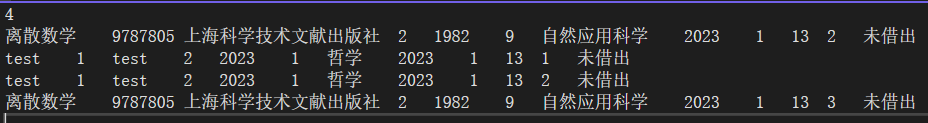 4
离散数学 9787805 上海科学技术文献出版社 2 1982 9 自然应用科学 2023 1 13 2 未借出
test 1 test 2 2023 1 哲学 2023 1 13 1 未借出
test 1 test 2 2023 1 哲学 2023 1 13 2 未借出
离散数学 9787805 上海科学技术文献出版社 2 1982 9 自然应用科学 2023 1 13 3 未借出